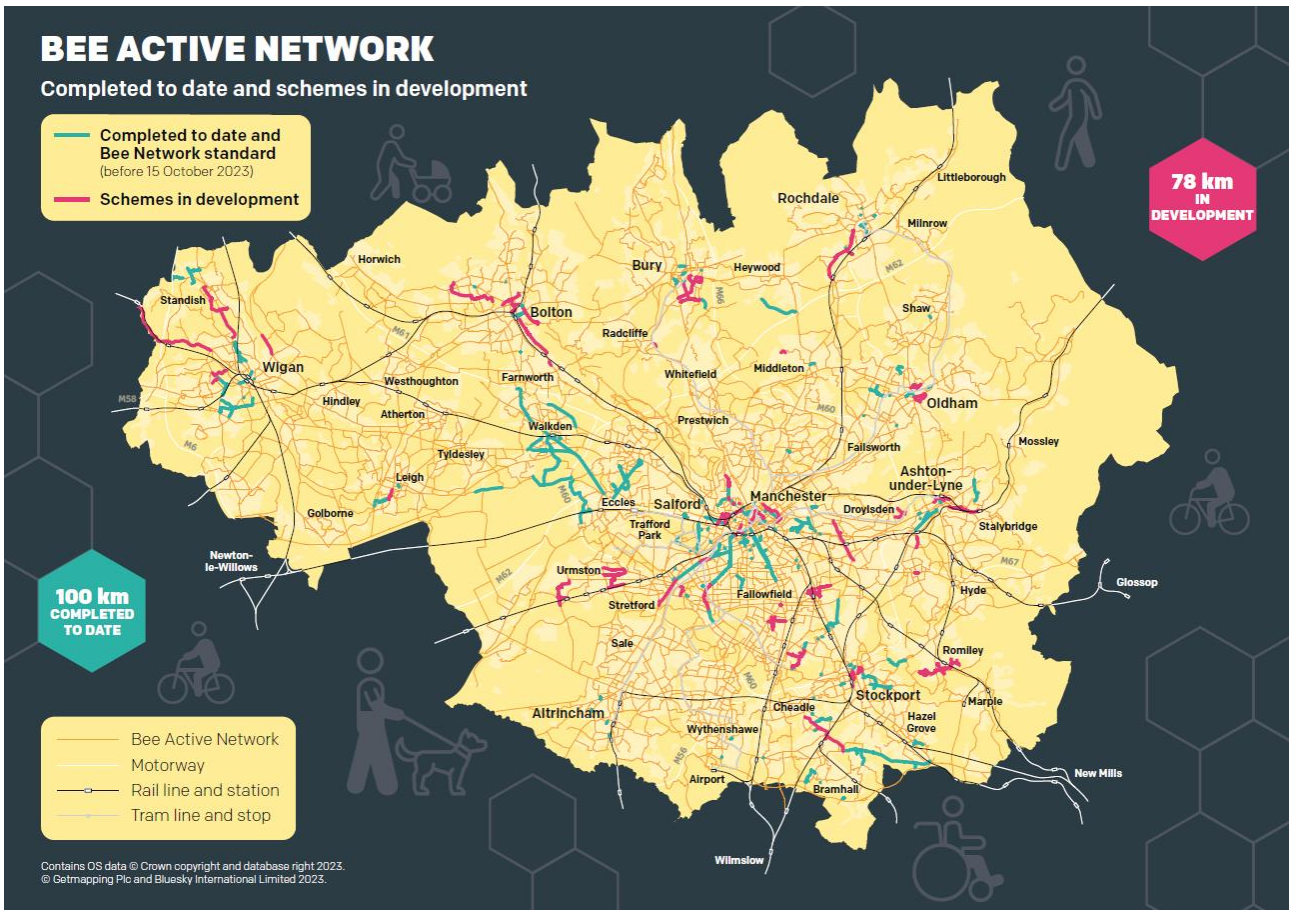 BEE ACTIVE NETWORK
Completed to date and schemes in development
Completed to date and
Bee Network standard
(before 15 October 2023)
Schemes in development
78 km
IN
DEVELOPMENT
Littleborough
Rochdale
Milnrow
Horwich
Bury
Heywood
M62
M66
Standish
Bolton
Shaw
M61
Radcliffe
Wigan
Westhoughton
Farnworth
Whitefield
Middleton
M58
Hindley
Atherton
M60
Oldham
Walkden
Prestwich
M6
Tyldesley
Failsworth
Mossley
Leigh
Ashton-
under-Lyne
M60
Eccles
Salford
Manchester
Golborne
Trafford
Park
Droylsden
Stalybridge
Newton-
le-Willows
M62
Urmston
M67
Glossop
100 km
COMPLETED
TO DATE
Stretford
Fallowfield
Hyde
Sale
Romiley
M60
Stockport
Marple
Altrincham
Cheadle
Hazel
Grove
Wythenshawe
M56
Airport
Bramhall
New Mills
Wilmslow
Bee Active Network
Motorway
Rail line and station
Tram line and stop
Contains OS data © Crown copyright and database right 2023.
© Getmapping Plc and Bluesky International Limited 2023.